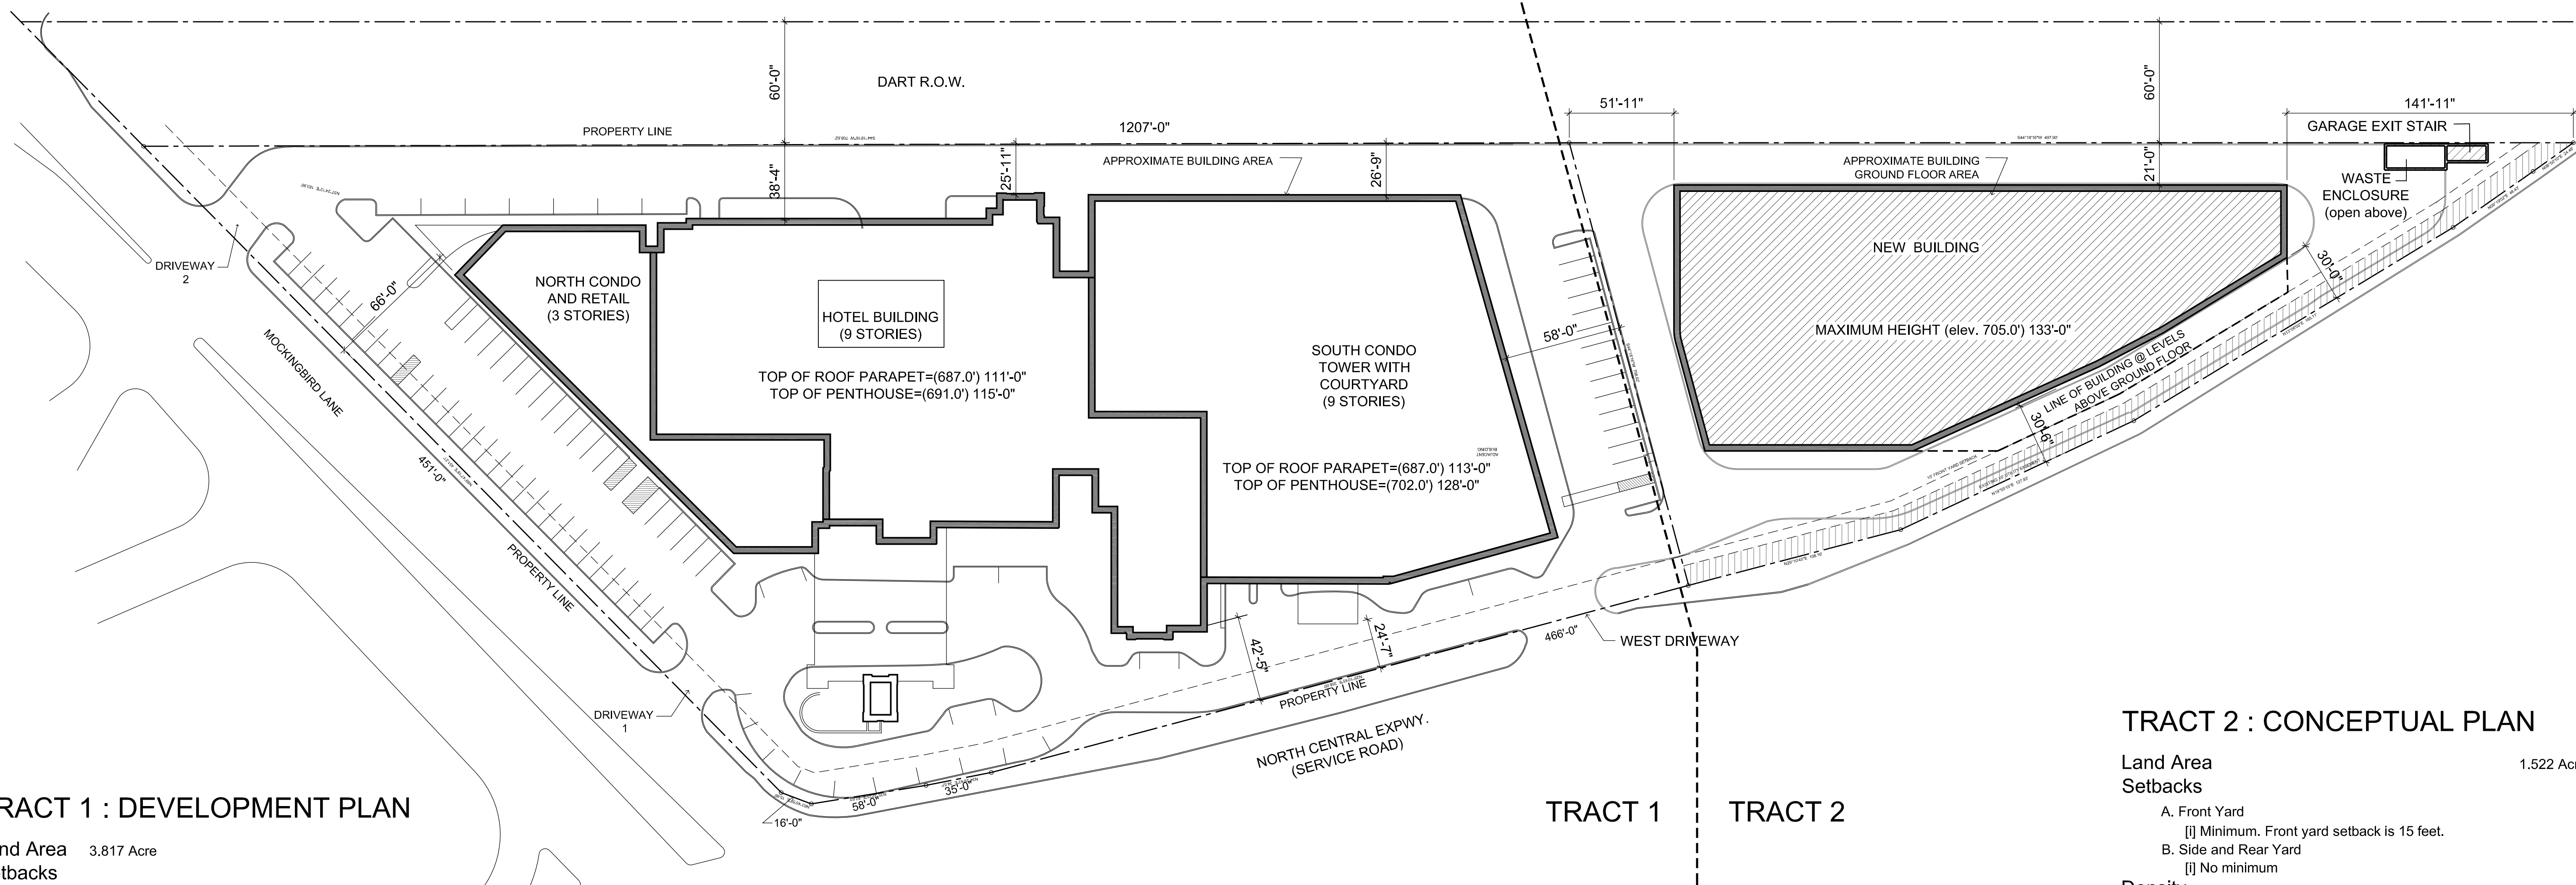 60'-0"
DART R.O.W.
60'-0"
51'-11"
141'-11"
PROPERTY LINE
1207'-0"
GARAGE EXIT STAIR
38'-4"
25'-11"
APPROXIMATE BUILDING AREA
26'-9"
APPROXIMATE BUILDING
GROUND FLOOR AREA
21'-0"
WASTE
ENCLOSURE
(open above)
DRIVEWAY
2
66'-0"
NORTH CONDO
AND RETAIL
(3 STORIES)
HOTEL BUILDING
(9 STORIES)
TOP OF ROOF PARAPET=(687.0') 111'-0"
TOP OF PENTHOUSE=(691.0') 115'-0"
SOUTH CONDO
TOWER WITH
COURTYARD
(9 STORIES)
58'-0"
NEW BUILDING
MAXIMUM HEIGHT (elev. 705.0') 133'-0"
30'-0"
LINE OF BUILDING @ LEVELS
ABOVE GROUND FLOOR
30'-6"
MOCKINGBIRD LANE
451'-0"
ADJACENT
BUILDING
TOP OF ROOF PARAPET=(687.0') 113'-0"
TOP OF PENTHOUSE=(702.0') 128'-0"
15' FRONT YARD SETBACK
PROPERTY LINE
42'-5"
24'-7"
466'-0"
WEST DRIVEWAY
PROPERTY LINE
DRIVEWAY
1
NORTH CENTRAL EXPWY.
(SERVICE ROAD)
58'-0"
35'-0"
16'-0"
TRACT 1
TRACT 2
RACT 1 : DEVELOPMENT PLAN
nd Area 3.817 Acre
tbacks
TRACT 2 : CONCEPTUAL PLAN
Land Area 1.522 Acr
Setbacks
A. Front Yard
[i] Minimum. Front yard setback is 15 feet.
B. Side and Rear Yard
[i] No minimum
Density